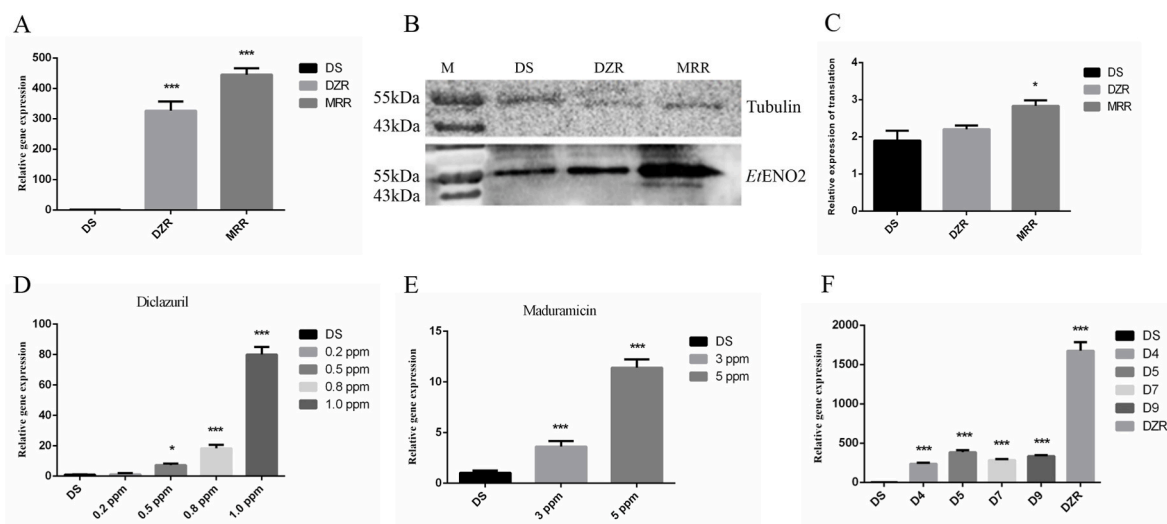 A
Relative gene expression
500
400
300
200
100
0
***
***
DS
DZR
MRR
DS
DZR
MRR
B
M DS DZR MRR
55kDa
43kDa
Tubulin
55kDa
43kDa
EtENO2
C
Relative expression of translation
4
3
2
1
0
*
DS
DZR
MRR
DS
DZR
MRR
D
Diclazuril
Relative gene expression
100
80
60
40
20
0
*
***
***
DS
0.2 ppm
0.5 ppm
0.8 ppm
1.0 ppm
DS
0.2 ppm
0.5 ppm
0.8 ppm
1.0 ppm
E
Maduramicin
Relative gene expression
15
10
5
0
***
***
DS
3 ppm
5 ppm
DS
3 ppm
5 ppm
F
Relative gene expression
2000
1500
1000
500
0
***
***
***
***
***
DS
D4
D5
D7
D9
DZR
DS
D4
D5
D7
D9
DZR